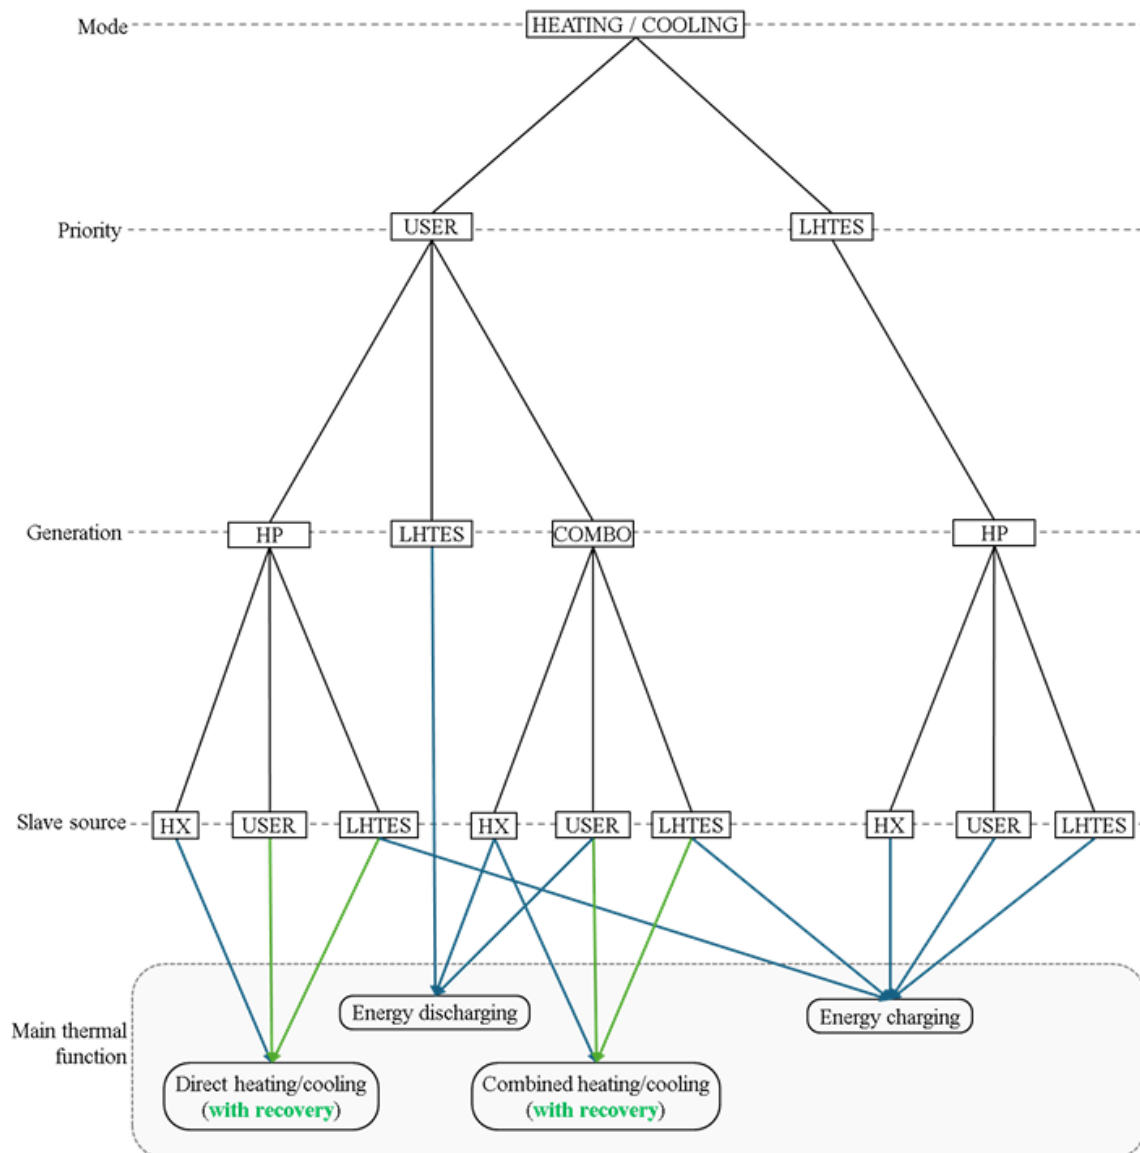 Mode
HEATING / COOLING
Priority
USER
LHTES
Generation
HP
LHTES
COMBO
HP
Slave source
HX
USER
LHTES
HX
USER
LHTES
HX
USER
LHTES
Main thermal
function
Energy discharging
Energy charging
Direct heating/cooling
(with recovery)
Combined heating/cooling
(with recovery)